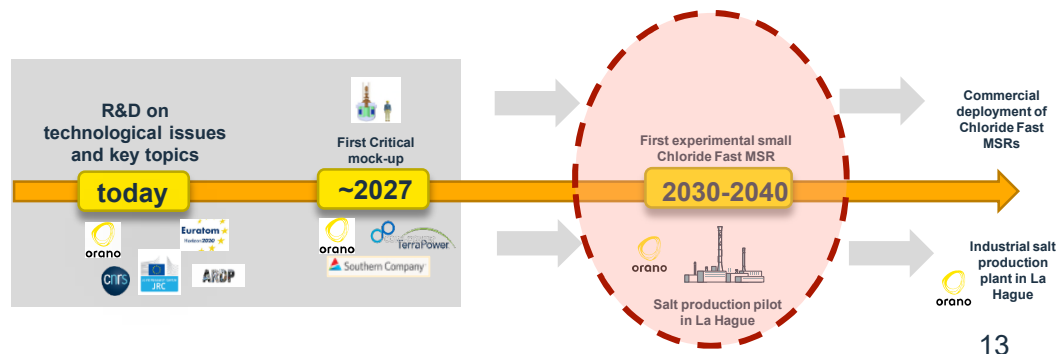 R&D on
technological issues
and key topics
today
orano
Euratom
Horizon 2020
cnrs
JRC
ARDP
First Critical
mock-up
~2027
orano
TerraPower
Southern Company
First experimental small
Chloride Fast MSR
2030-2040
orano
Salt production pilot
in La Hague
Commercial
deployment of
Chloride Fast
MSRs
Industrial salt
production
plant in La
Hague
orano
13